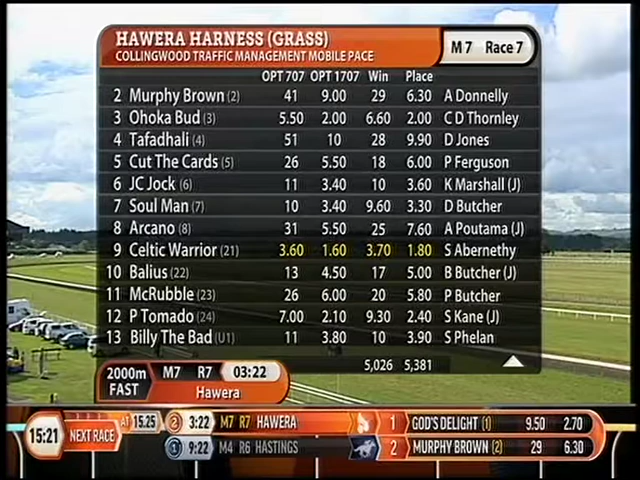 HAWERA HARNESS (GRASS)
COLLINGWOOD TRAFFIC MANAGEMENT MOBILE PACE
M 7 Race 7
OPT 707 OPT 1707 Win Place
2 Murphy Brown (2) 41 9.00 29 6.30 A Donnelly
3 Ohoka Bud (3) 5.50 2.00 6.60 2.00 C D Thornley
4 Tafadhali (4) 51 10 28 9.90 D Jones
5 Cut The Cards (5) 26 5.50 18 6.00 P Ferguson
6 JC Jock (6) 11 3.40 10 3.60 K Marshall (J)
7 Soul Man (7) 10 3.40 9.60 3.30 D Butcher
8 Arcano (8) 31 5.50 25 7.60 A Poutama (J)
9 Celtic Warrior (21) 3.60 1.60 3.70 1.80 S Abernethy
10 Balius (22) 13 4.50 17 5.00 B Butcher (J)
11 McRubble (23) 26 6.00 20 5.80 P Butcher
12 P Tomado (24) 7.00 2.10 9.30 2.40 S Kane (J)
13 Billy The Bad (U1) 11 3.80 10 3.90 S Phelan
5,026 5,381
2000m FAST M7 R7 03:22
Hawera
15:21 NEXT RACE AT 15.25 2 3:22 M7 R7 HAWERA 1 GOD'S DELIGHT (1) 9.50 2.70
1 9:22 M4 R6 HASTINGS 2 MURPHY BROWN (2) 29 6.30